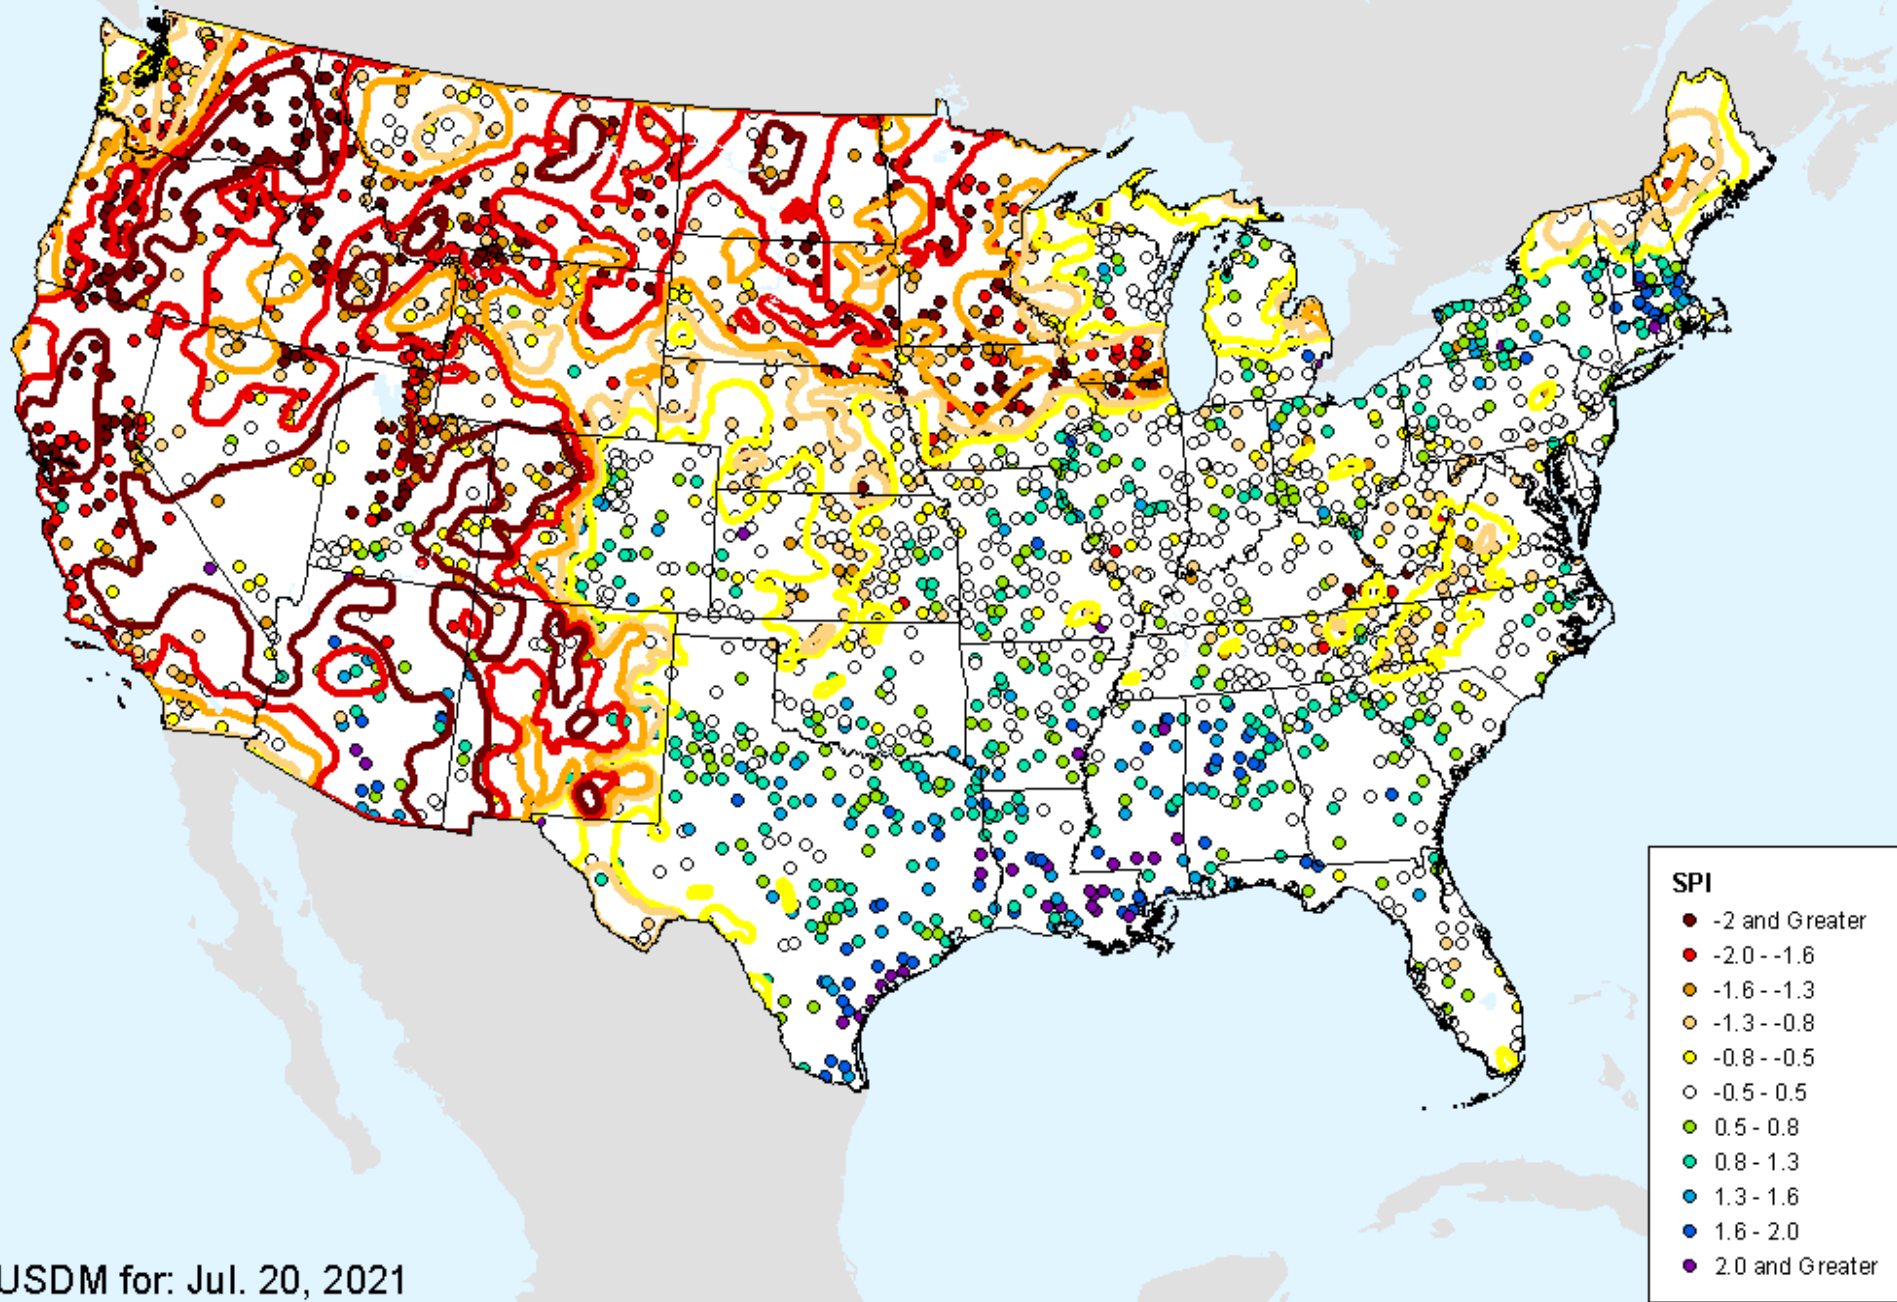 SPI
-2 and Greater
-2.0 - -1.6
-1.6 - -1.3
-1.3 - -0.8
-0.8 - -0.5
-0.5 - 0.5
0.5 - 0.8
0.8 - 1.3
1.3 - 1.6
1.6 - 2.0
2.0 and Greater
USDM for: Jul. 20, 2021